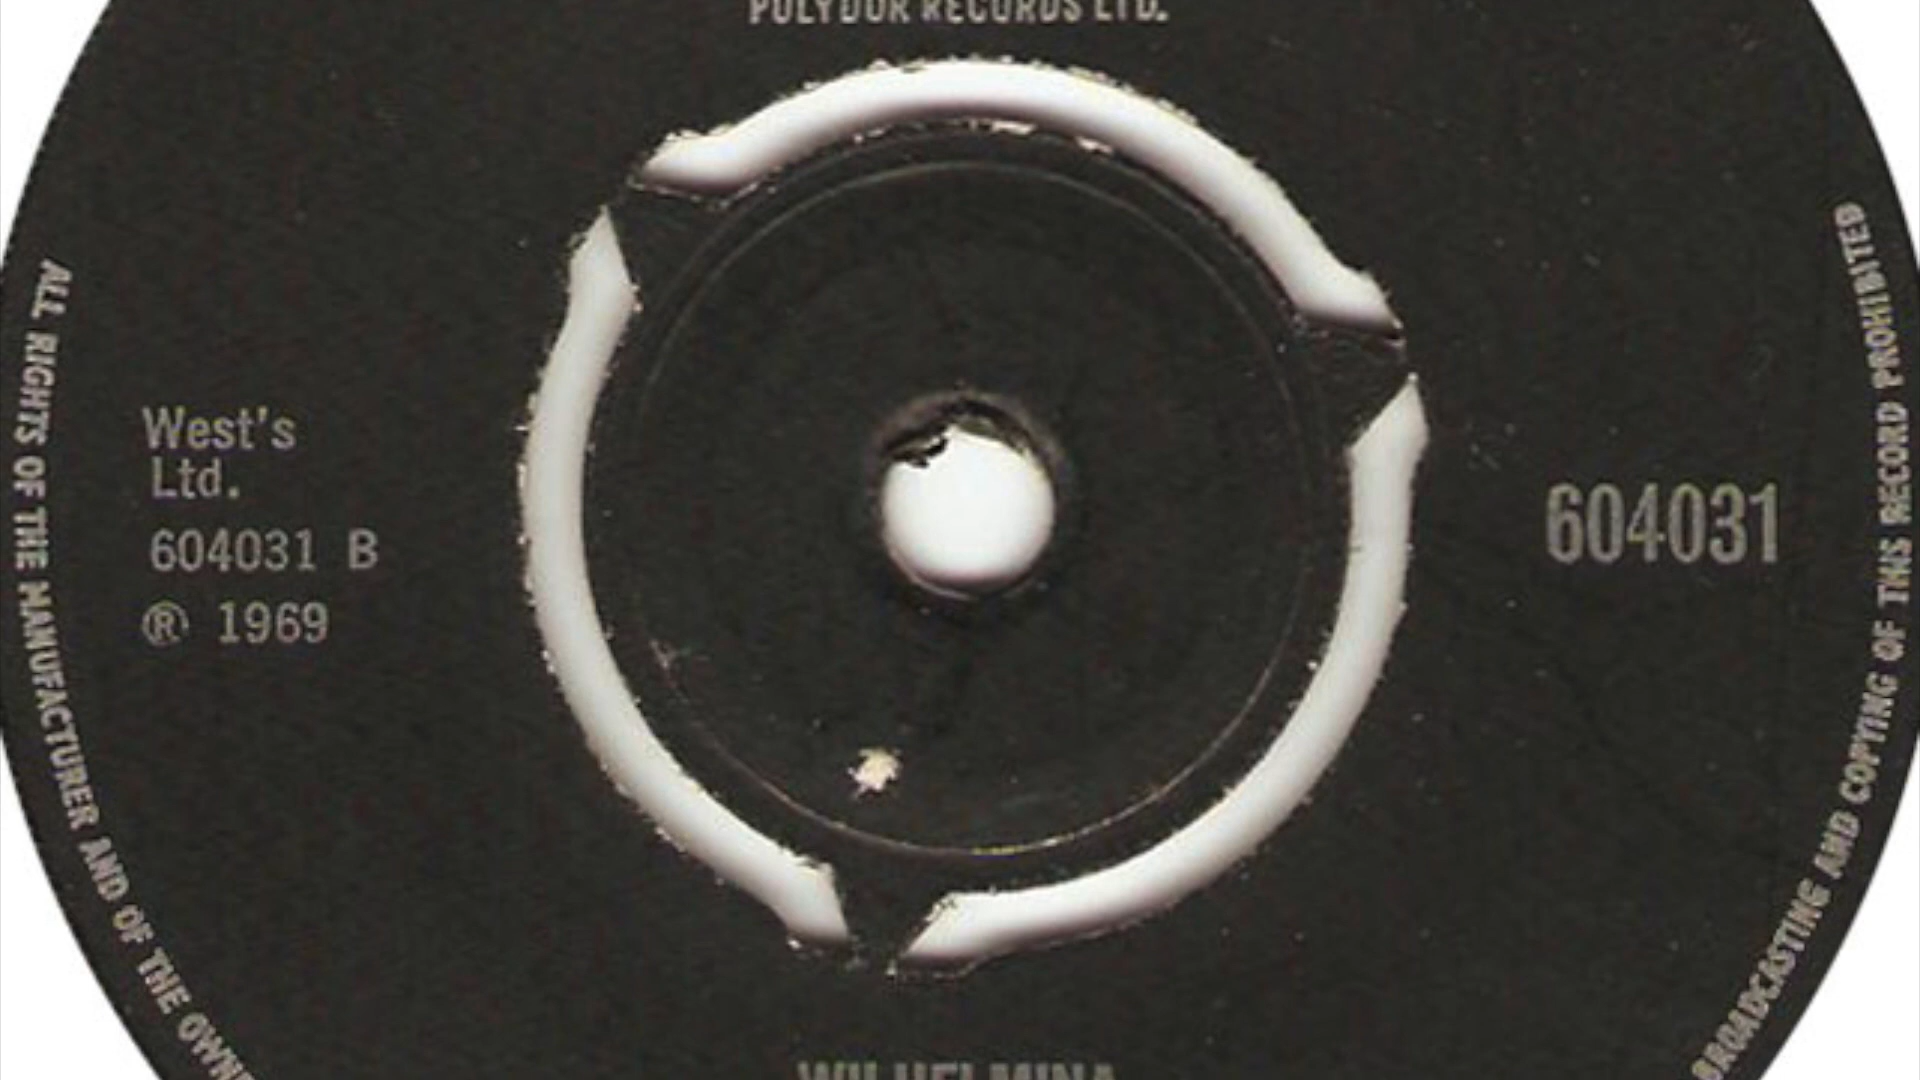 POLYDOR RECORDS LTD.
ALL RIGHTS OF THE MANUFACTURER AND OF THE
West's
Ltd.
604031 B
Ⓡ 1969
604031
BROADCASTING AND COPYING OF THIS RECORD PROHIBITED
WILHELMINA